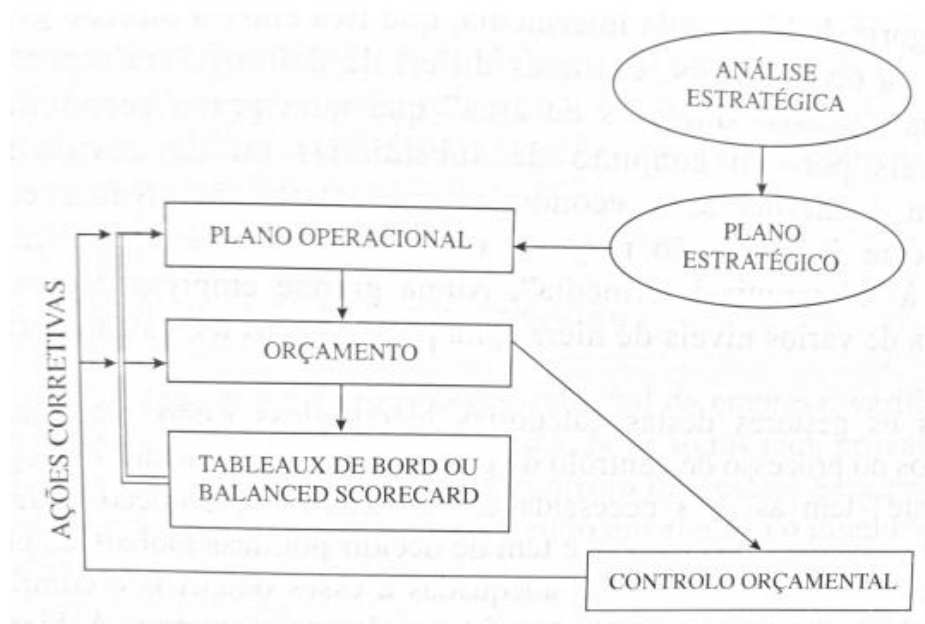 ANÁLISE
ESTRATÉGICA
PLANO
ESTRATÉGICO
PLANO OPERACIONAL
ORÇAMENTO
TABLEAUX DE BORD OU
BALANCED SCORECARD
AÇÕES CORRETIVAS
CONTROLO ORÇAMENTAL